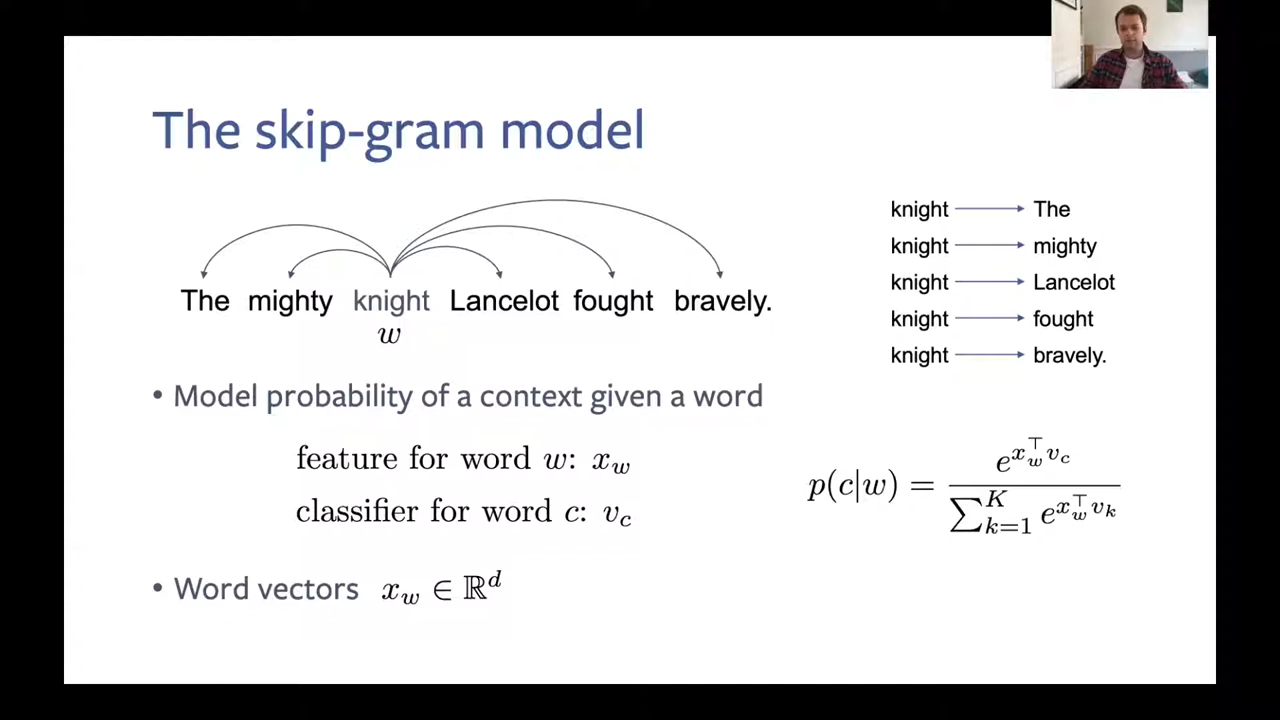 The skip-gram model
The mighty knight Lancelot fought bravely.
w
knight → The
knight → mighty
knight → Lancelot
knight → fought
knight → bravely.
• Model probability of a context given a word
feature for word w: x_w
classifier for word c: v_c
p(c|w) = \frac{e^{x_w^⊤ v_c}}{\sum_{k=1}^{K} e^{x_w^⊤ v_k}}
• Word vectors x_w ∈ ℝ^d